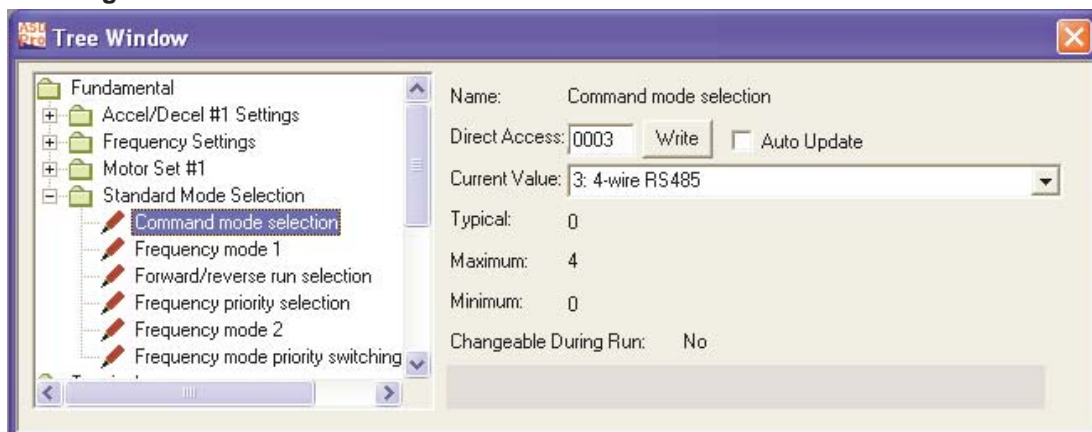 ASD Pro Tree Window
Fundamental
Accel/Decel #1 Settings
Frequency Settings
Motor Set #1
Standard Mode Selection
Command mode selection
Frequency mode 1
Forward/reverse run selection
Frequency priority selection
Frequency mode 2
Frequency mode priority switching
Name: Command mode selection
Direct Access: 0003 Write Auto Update
Current Value: 3: 4-wire RS485
Typical: 0
Maximum: 4
Minimum: 0
Changeable During Run: No